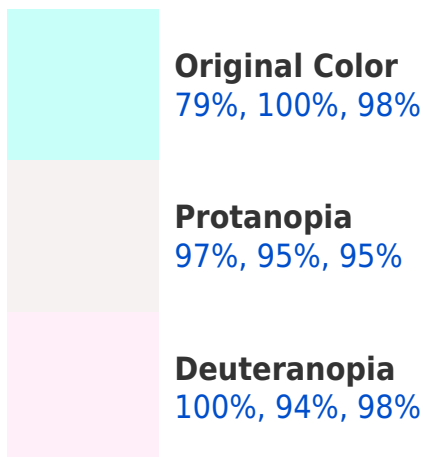 Original Color
79%, 100%, 98%
Protanopia
97%, 95%, 95%
Deuteranopia
100%, 94%, 98%